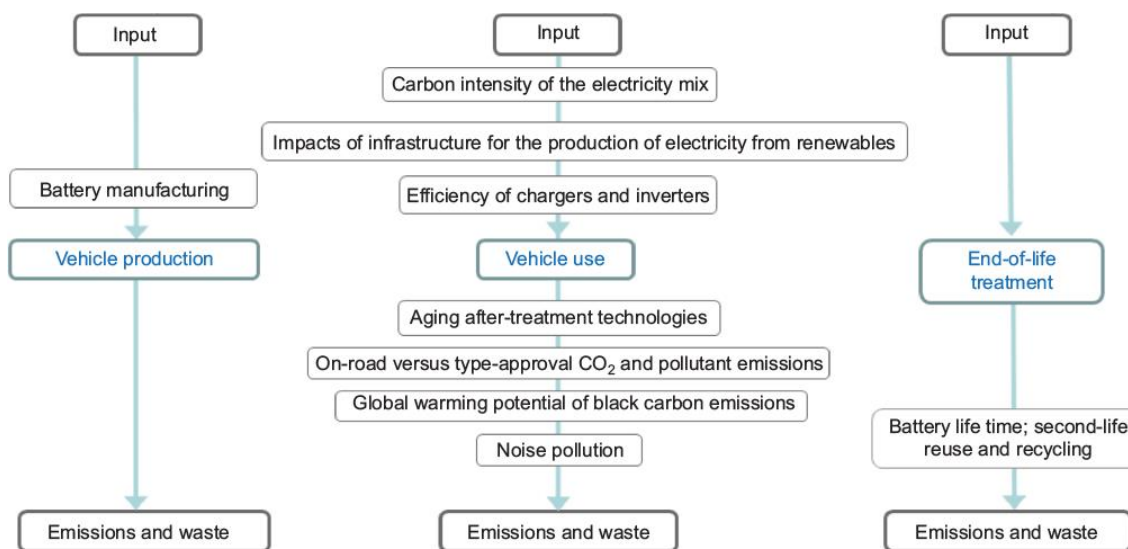 Input
Battery manufacturing
Vehicle production
Emissions and waste
Input
Carbon intensity of the electricity mix
Impacts of infrastructure for the production of electricity from renewables
Efficiency of chargers and inverters
Vehicle use
Aging after-treatment technologies
On-road versus type-approval CO₂ and pollutant emissions
Global warming potential of black carbon emissions
Noise pollution
Emissions and waste
Input
End-of-life
treatment
Battery life time; second-life
reuse and recycling
Emissions and waste